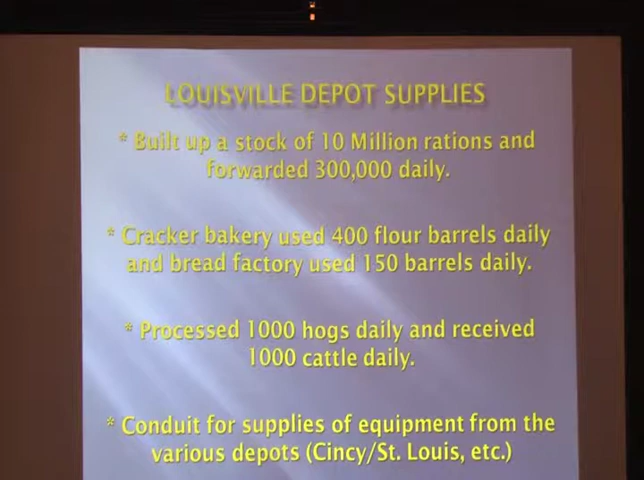 LOUISVILLE DEPOT SUPPLIES
* Built up a stock of 10 Million rations and
forwarded 300,000 daily.
* Cracker bakery used 400 flour barrels daily
and bread factory used 150 barrels daily.
* Processed 1000 hogs daily and received
1000 cattle daily.
* Conduit for supplies of equipment from the
various depots (Cincy/St. Louis, etc.)